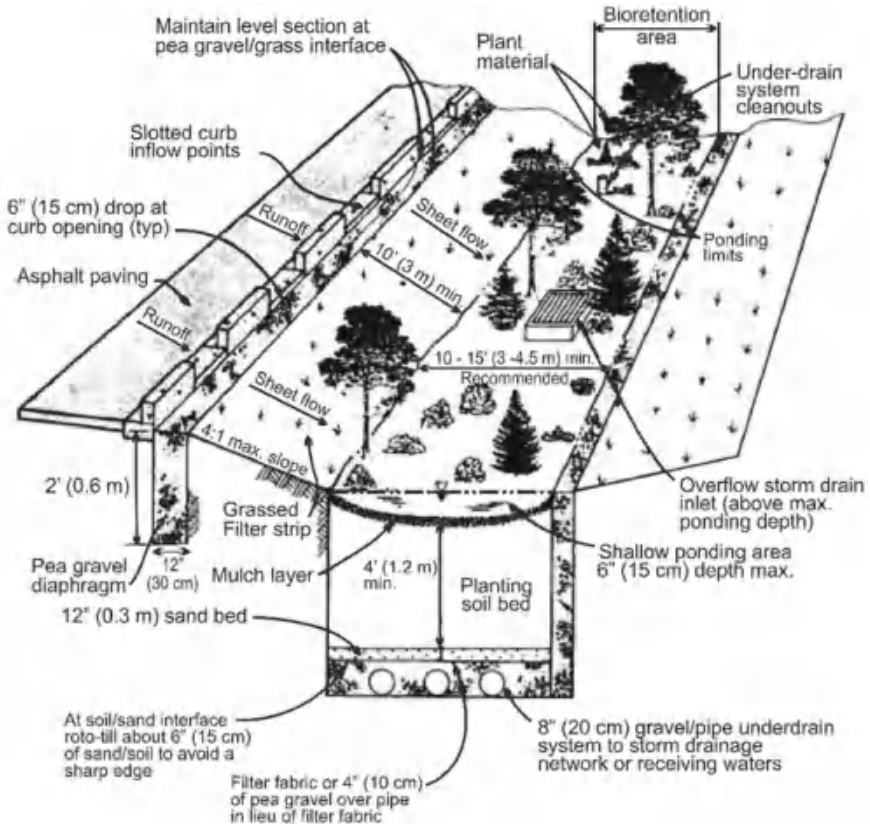 Maintain level section at
pea gravel/grass interface
Plant
material
Bioretention
area
Under-drain
system
cleanouts
Slotted curb
inflow points
6" (15 cm) drop at
curb opening (typ)
Asphalt paving
Runoff
Runoff
Sheet flow
10' (3 m) min.
Ponding
limits
10 - 15' (3 -4.5 m) min.
Recommended
Sheet flow
4:1 max. slope
2' (0.6 m)
Grassed
Filter strip
Overflow storm drain
inlet (above max.
ponding depth)
Pea gravel
diaphragm
12"
(30 cm)
Mulch layer
4' (1.2 m)
min.
Planting
soil bed
Shallow ponding area
6" (15 cm) depth max.
12" (0.3 m) sand bed
At soil/sand interface
roto-till about 6" (15 cm)
of sand/soil to avoid a
sharp edge
Filter fabric or 4" (10 cm)
of pea gravel over pipe
in lieu of filter fabric
8" (20 cm) gravel/pipe underdrain
system to storm drainage
network or receiving waters